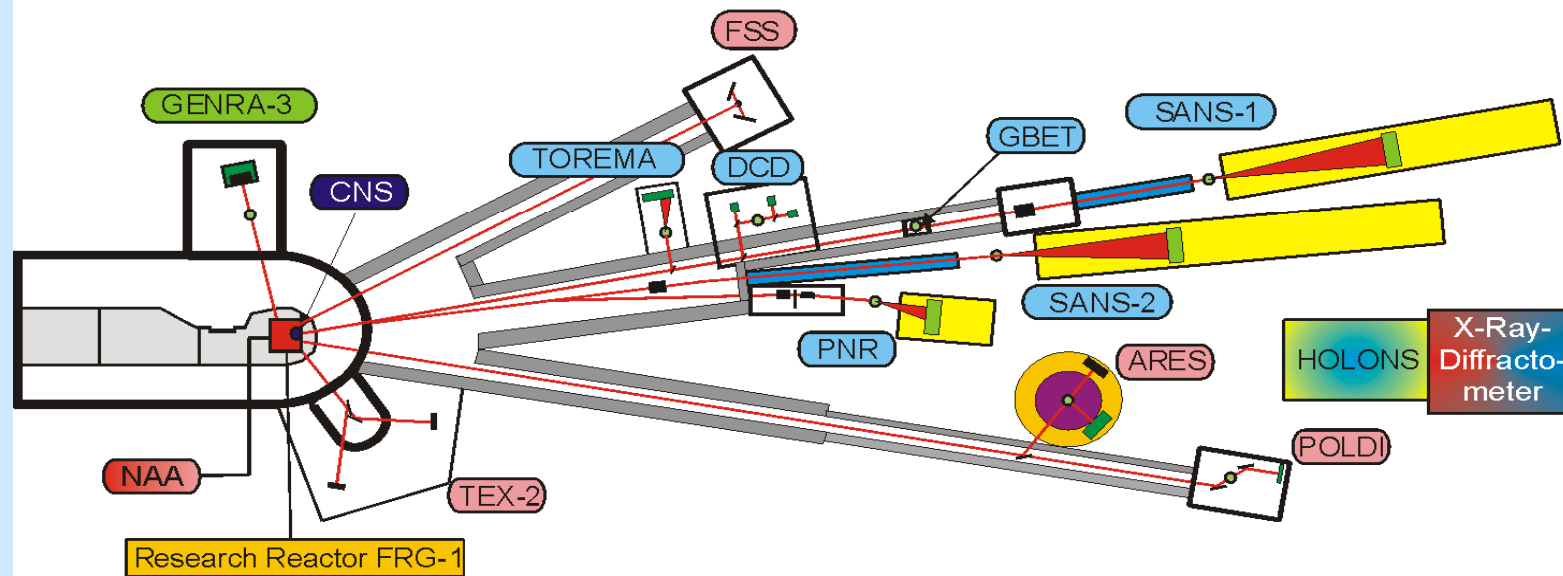 FSS
GENRA-3
SANS-1
GBET
TOREMA
DCD
CNS
SANS-2
PNR
ARES
HOLONS
X-Ray-
Diffracto-
meter
POLDI
NAA
TEX-2
Research Reactor FRG-1